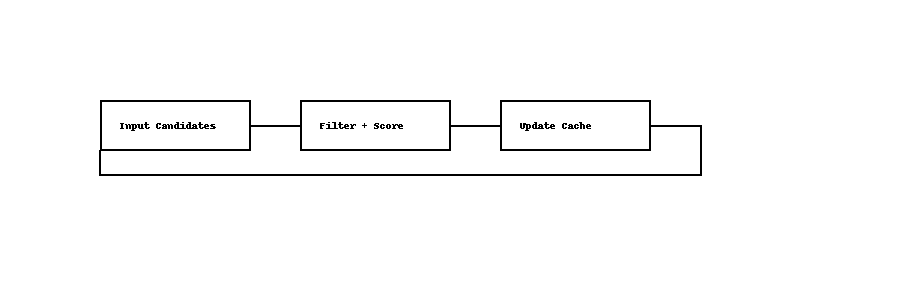 Input Candidates
Filter + Score
Update Cache